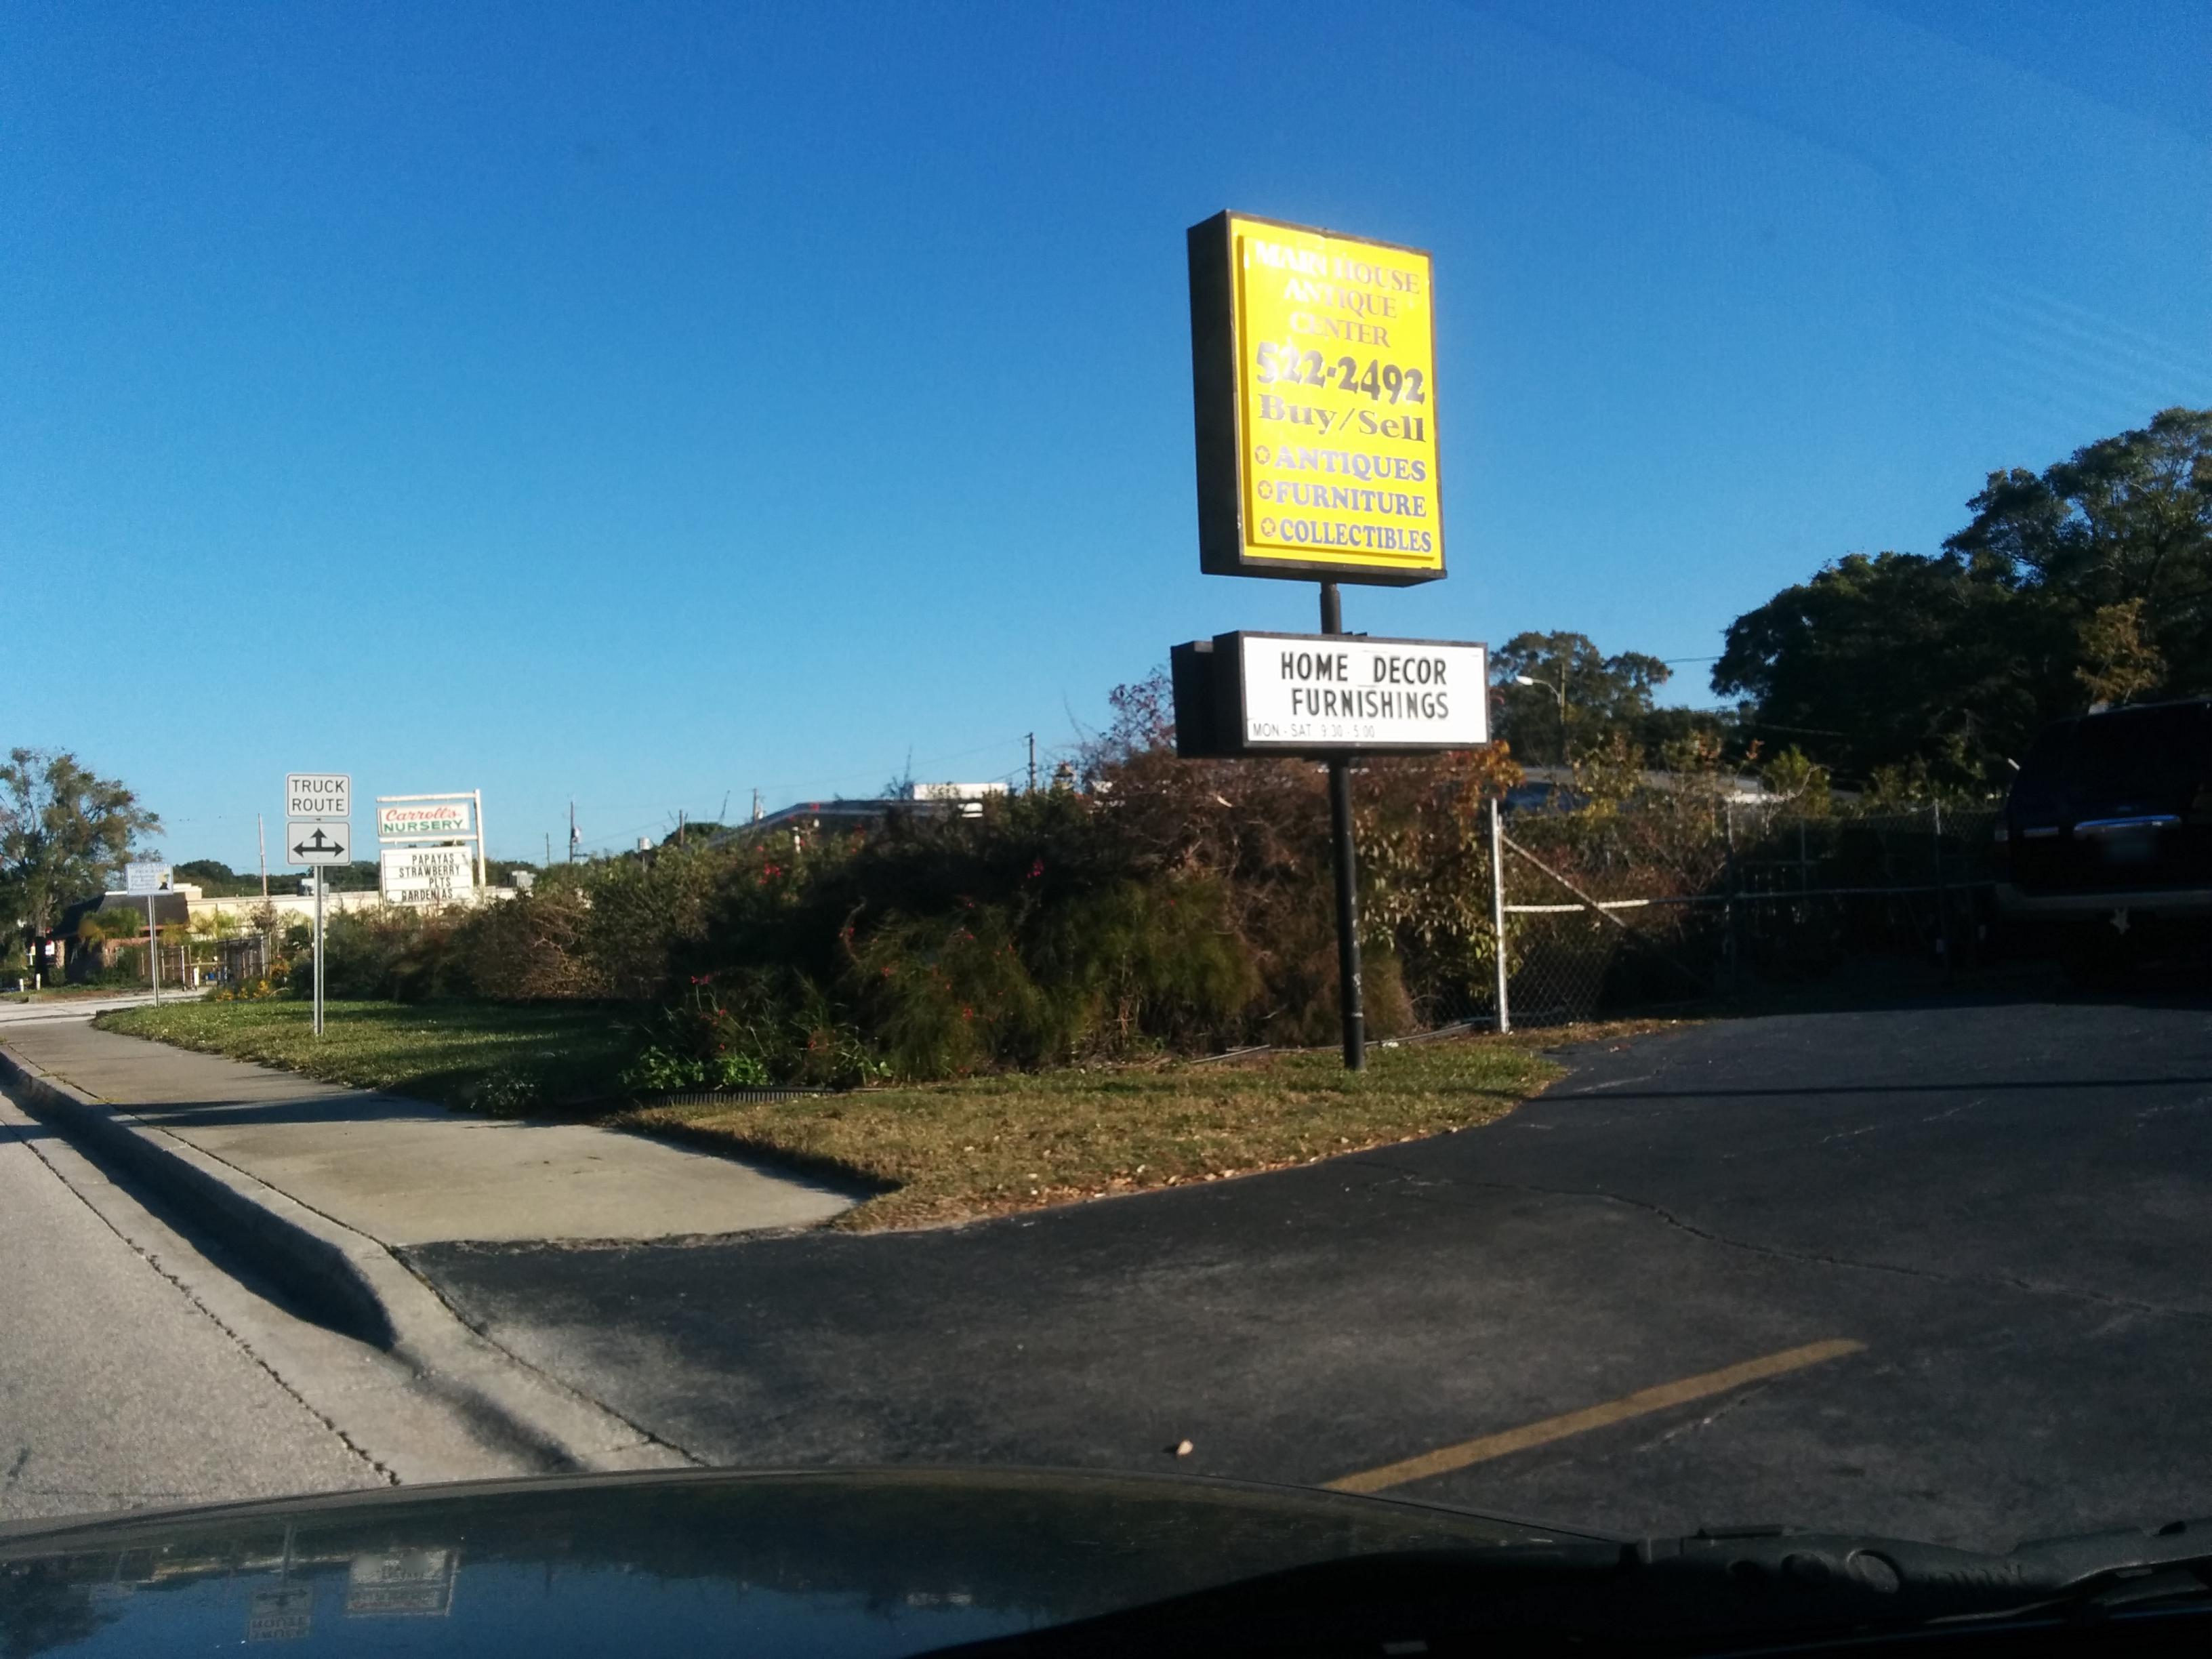 MAIN HOUSE
ANTIQUE
CENTER
522-2492
Buy/Sell
ANTIQUES
FURNITURE
COLLECTIBLES
HOME DECOR
FURNISHINGS
MON.-SAT. 9:30-5:00
TRUCK
ROUTE
Carroll's
NURSERY
PAPAYAS
STRAWBERRY
PLTS
GARDENIAS